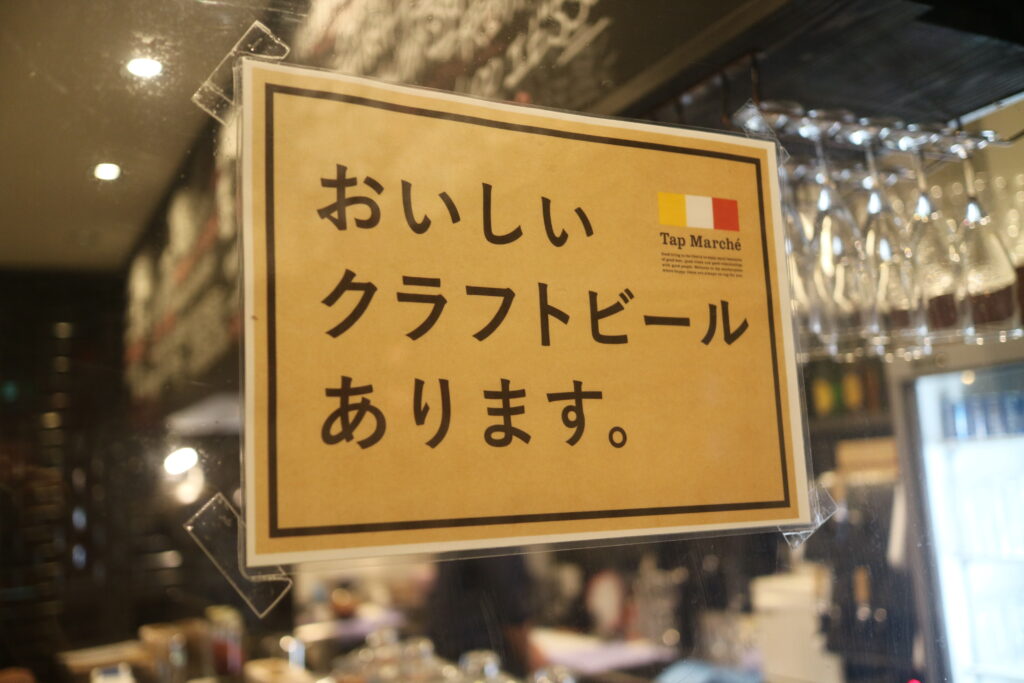 おいしい
クラフトビール
あります。
Tap Marché